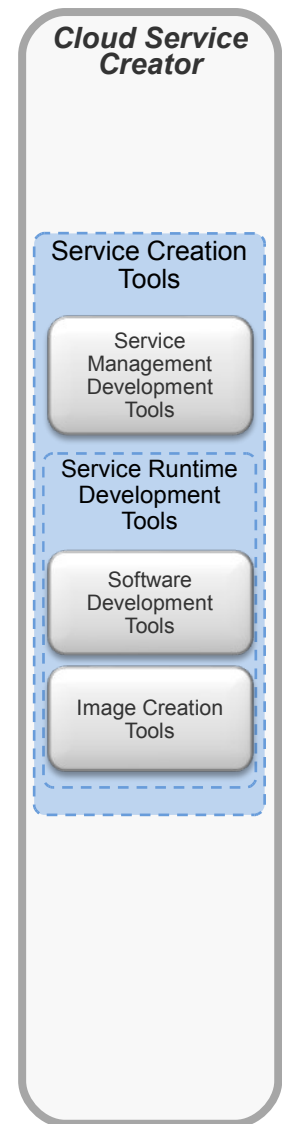 Cloud Service
Creator
Service Creation
Tools
Service
Management
Development
Tools
Service Runtime
Development
Tools
Software
Development
Tools
Image Creation
Tools